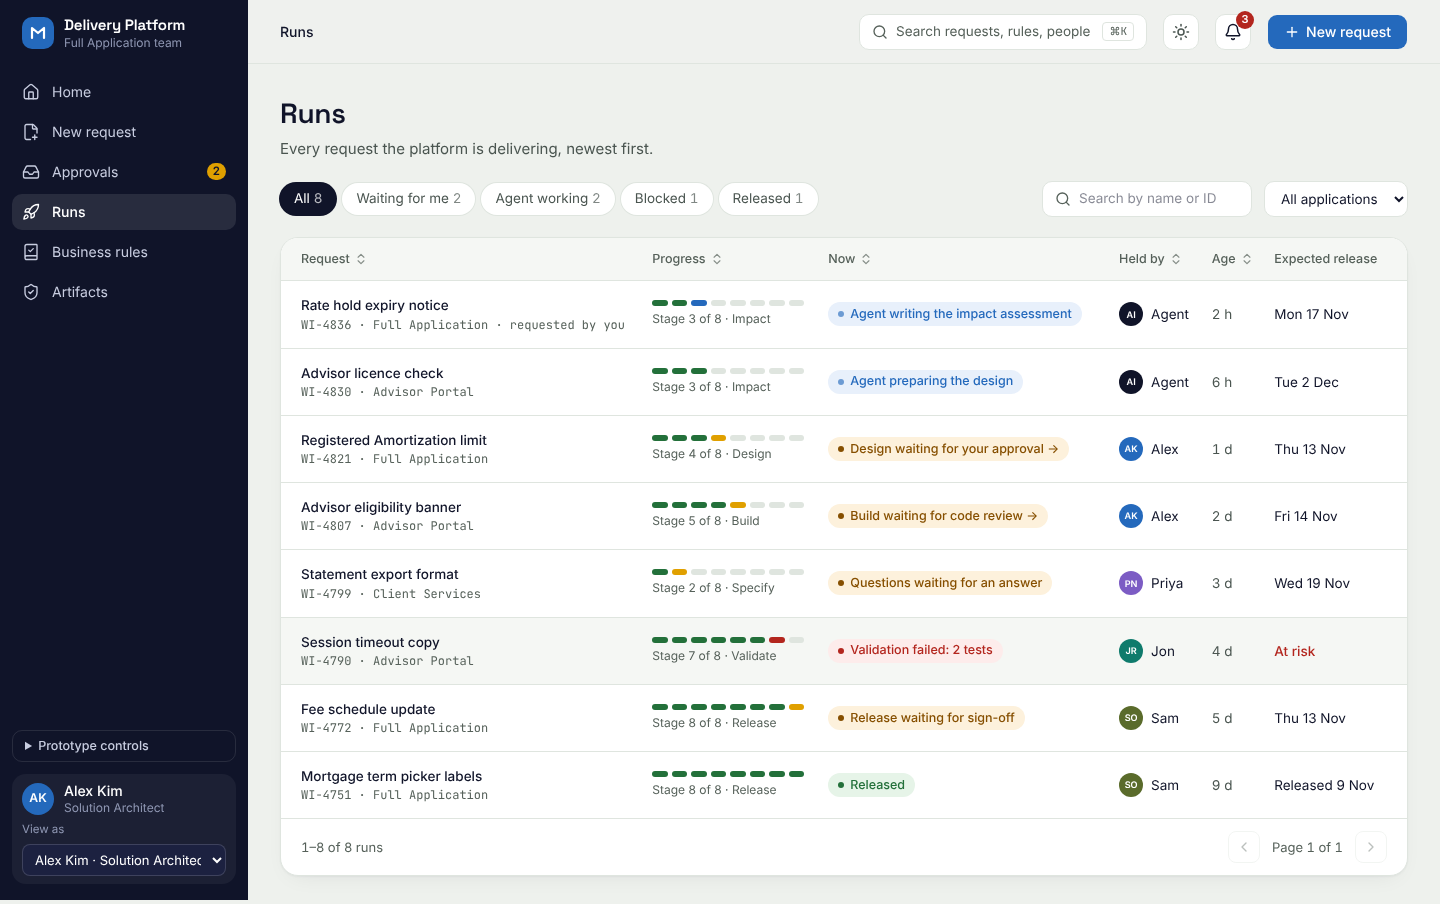 Delivery Platform
Full Application team
Home
New request
Approvals 2
Runs
Business rules
Artifacts
Prototype controls
AK Alex Kim
Solution Architect
View as
Alex Kim · Solution Architec
Runs
Search requests, rules, people ⌘K
3
+ New request
Runs
Every request the platform is delivering, newest first.
All 8 Waiting for me 2 Agent working 2 Blocked 1 Released 1
Search by name or ID All applications
Request Progress Now Held by Age Expected release
Rate hold expiry notice
WI-4836 · Full Application · requested by you
Stage 3 of 8 · Impact
Agent writing the impact assessment
AI Agent 2 h Mon 17 Nov
Advisor licence check
WI-4830 · Advisor Portal
Stage 3 of 8 · Impact
Agent preparing the design
AI Agent 6 h Tue 2 Dec
Registered Amortization limit
WI-4821 · Full Application
Stage 4 of 8 · Design
Design waiting for your approval →
AK Alex 1 d Thu 13 Nov
Advisor eligibility banner
WI-4807 · Advisor Portal
Stage 5 of 8 · Build
Build waiting for code review →
AK Alex 2 d Fri 14 Nov
Statement export format
WI-4799 · Client Services
Stage 2 of 8 · Specify
Questions waiting for an answer
PN Priya 3 d Wed 19 Nov
Session timeout copy
WI-4790 · Advisor Portal
Stage 7 of 8 · Validate
Validation failed: 2 tests
JR Jon 4 d At risk
Fee schedule update
WI-4772 · Full Application
Stage 8 of 8 · Release
Release waiting for sign-off
SO Sam 5 d Thu 13 Nov
Mortgage term picker labels
WI-4751 · Full Application
Stage 8 of 8 · Release
Released
SO Sam 9 d Released 9 Nov
1–8 of 8 runs
Page 1 of 1